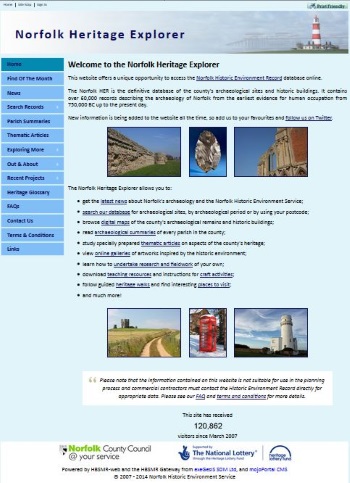 Home | Site Map | Sign In
Print Friendly
Norfolk Heritage Explorer
Home
Find Of The Month
News
Search Records
Parish Summaries
Thematic Articles
Exploring More
Out & About
Recent Projects
Heritage Glossary
FAQs
Contact Us
Terms & Conditions
Links
Welcome to the Norfolk Heritage Explorer
This website offers a unique opportunity to access the Norfolk Historic Environment Record database online.
The Norfolk HER is the definitive database of the county's archaeological sites and historic buildings. It contains
over 60,000 records describing the archaeology of Norfolk from the earliest evidence for human occupation from
730,000 BC up to the present day.
New information is being added to the website all the time, so add us to your favourites and follow us on Twitter.
The Norfolk Heritage Explorer allows you to:
get the latest news about Norfolk's archaeology and the Norfolk Historic Environment Service;
search our database for archaeological sites, by archaeological period or by using your postcode;
browse digital maps of the county's archaeological remains and historic buildings;
read archaeological summaries of every parish in the county;
study specially prepared thematic articles on aspects of the county's heritage;
view online galleries of artworks inspired by the historic environment;
learn how to undertake research and fieldwork of your own;
download teaching resources and instructions for craft activities;
follow guided heritage walks and find interesting places to visit;
and much more!
Please note that the information contained on this website is not suitable for use in the planning
process and commercial contractors must contact the Historic Environment Record directly for
appropriate data. Please see our FAQ and terms and conditions for more details.
This site has received
120,862
visitors since March 2007
Norfolk County Council
@ your service
Supported by
The National Lottery
through the Heritage Lottery Fund
heritage
lottery fund
Powered by HBSMR-web and the HBSMR Gateway from exeGesIS SDM Ltd, and mojoPortal CMS
© 2007 - 2014 Norfolk Historic Environment Service